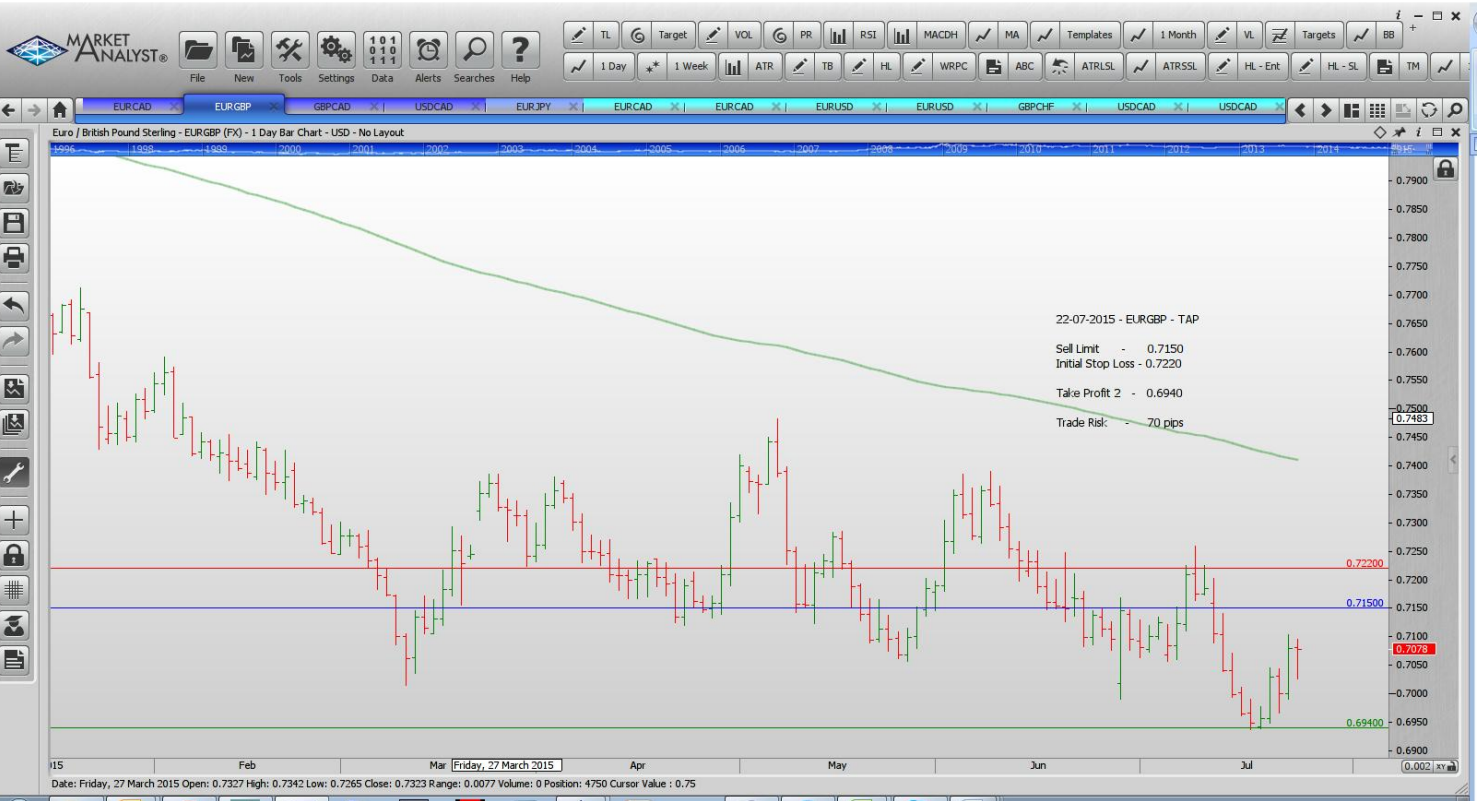 MARKET
ANALYST®
File New Tools Settings Data Alerts Searches Help
TL Target VOL PR RSI MACDH MA Templates 1 Month VL Targets BB
1 Day 1 Week ATR TB HL WRPC ABC ATRLSL ATRSSL HL - Ent HL - SL TM
EURCAD EURGBP GBPCAD USDCAD EURJPY EURCAD EURCAD EURUSD EURUSD GBPCHF USDCAD USDCAD
Euro / British Pound Sterling - EURGBP (FX) - 1 Day Bar Chart - USD - No Layout
1996 1998 1999 2000 2001 2002 2003 2004 2005 2006 2007 2008 2009 2010 2011 2012 2013 2014
0.7900
0.7850
0.7800
0.7750
0.7700
22-07-2015 - EURGBP - TAP
0.7650
Sell Limit - 0.7150
0.7600
Initial Stop Loss - 0.7220
0.7550
Take Profit 2 - 0.6940
0.7500
0.7483
Trade Risk - 70 pips
0.7450
0.7400
0.7350
0.7300
0.7250
0.72200
0.7200
0.71500
0.7150
0.7100
0.7078
0.7050
0.7000
0.69400
0.6950
0.6900
15 Feb Mar Friday, 27 March 2015 Apr May Jun Jul 0.002 XY
Date: Friday, 27 March 2015 Open: 0.7327 High: 0.7342 Low: 0.7265 Close: 0.7323 Range: 0.0077 Volume: 0 Position: 4750 Cursor Value : 0.75